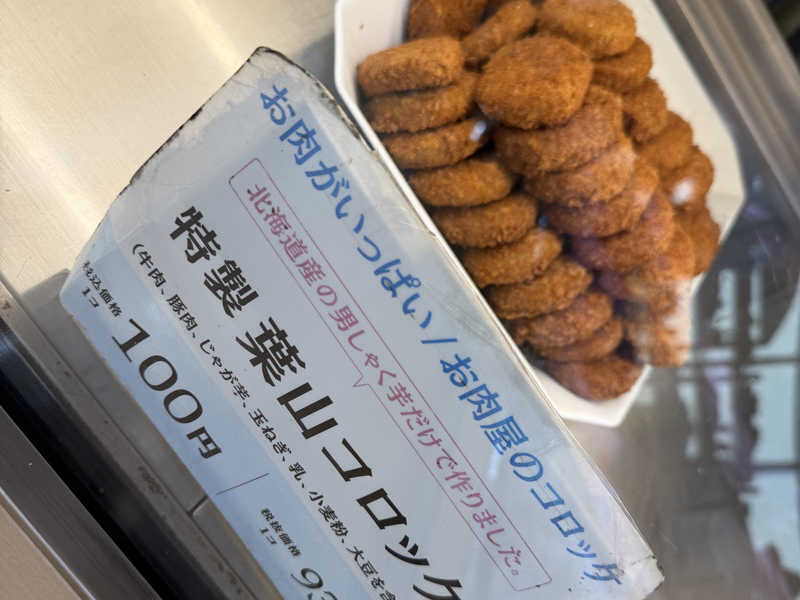 お肉がいっぱい/お肉屋のコロッケ
北海道産の男しゃく芋だけで作りました。
特製 葉山コロッケ
(牛肉、豚肉、じゃが芋、玉ねぎ、乳、小麦粉、大豆を含
税込価格
1コ
100円
税抜価格
1コ
93